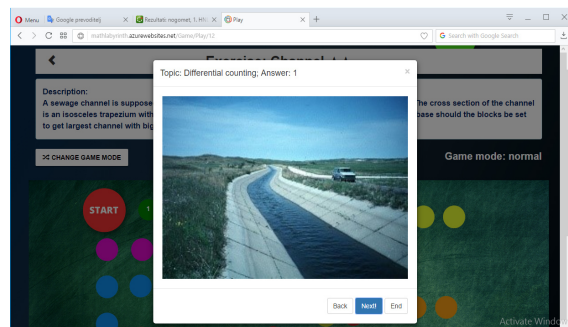 Menu
Google prevoditelj
Rezultati: nogomet, 1. HN
Play
mathlabyrinth.azurewebsites.net/Game/Play/12
Search with Google Search
Exercise: Channel
Topic: Differential counting; Answer: 1
Description:
A sewage channel is suppose
The cross section of the channel
is an isosceles trapezium with
base should the blocks be set
to get largest channel with big
CHANGE GAME MODE
Game mode: normal
START
1
Back
Next!
End
Activate Window